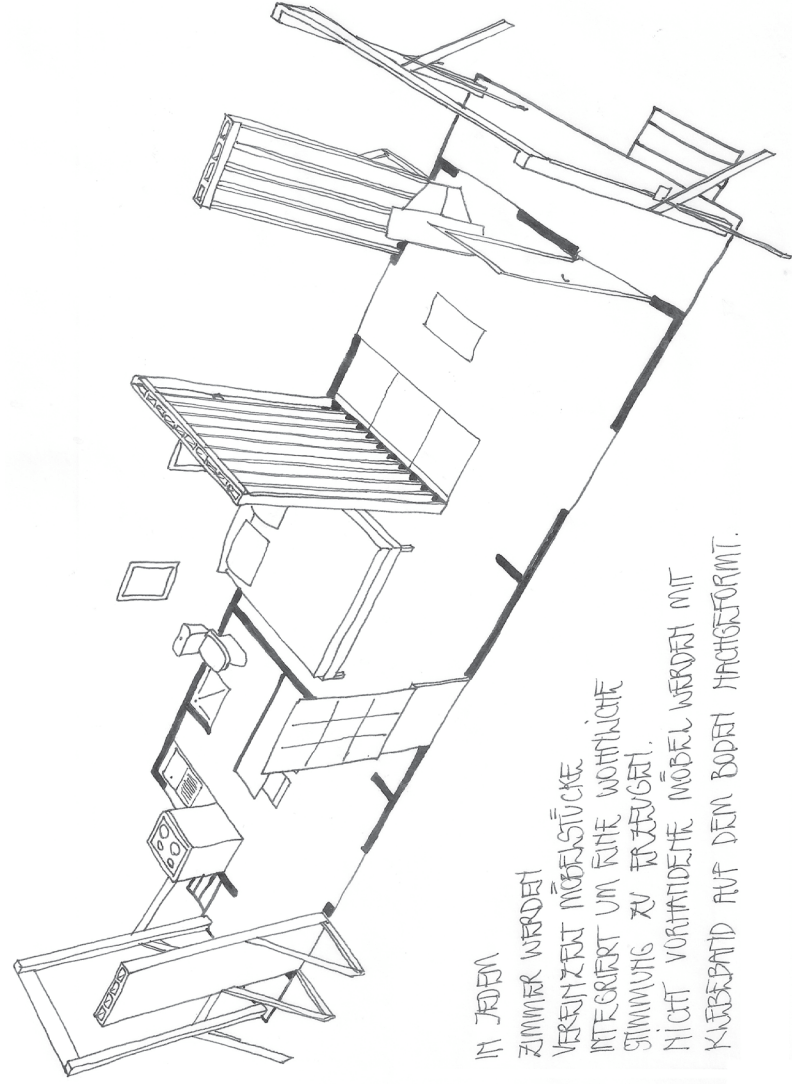 IN JEDEM
ZIMMER WERDEN
VEREINZELT MÖBELSTÜCKE
INTEGRIERT UM EINE WOHNLICHE
STIMMUNG ZU ERZEUGEN.
NICHT VORHANDENE MÖBEL WERDEN MIT
KLEBEBAND AUF DEM BODEN NACHGEFORMT.